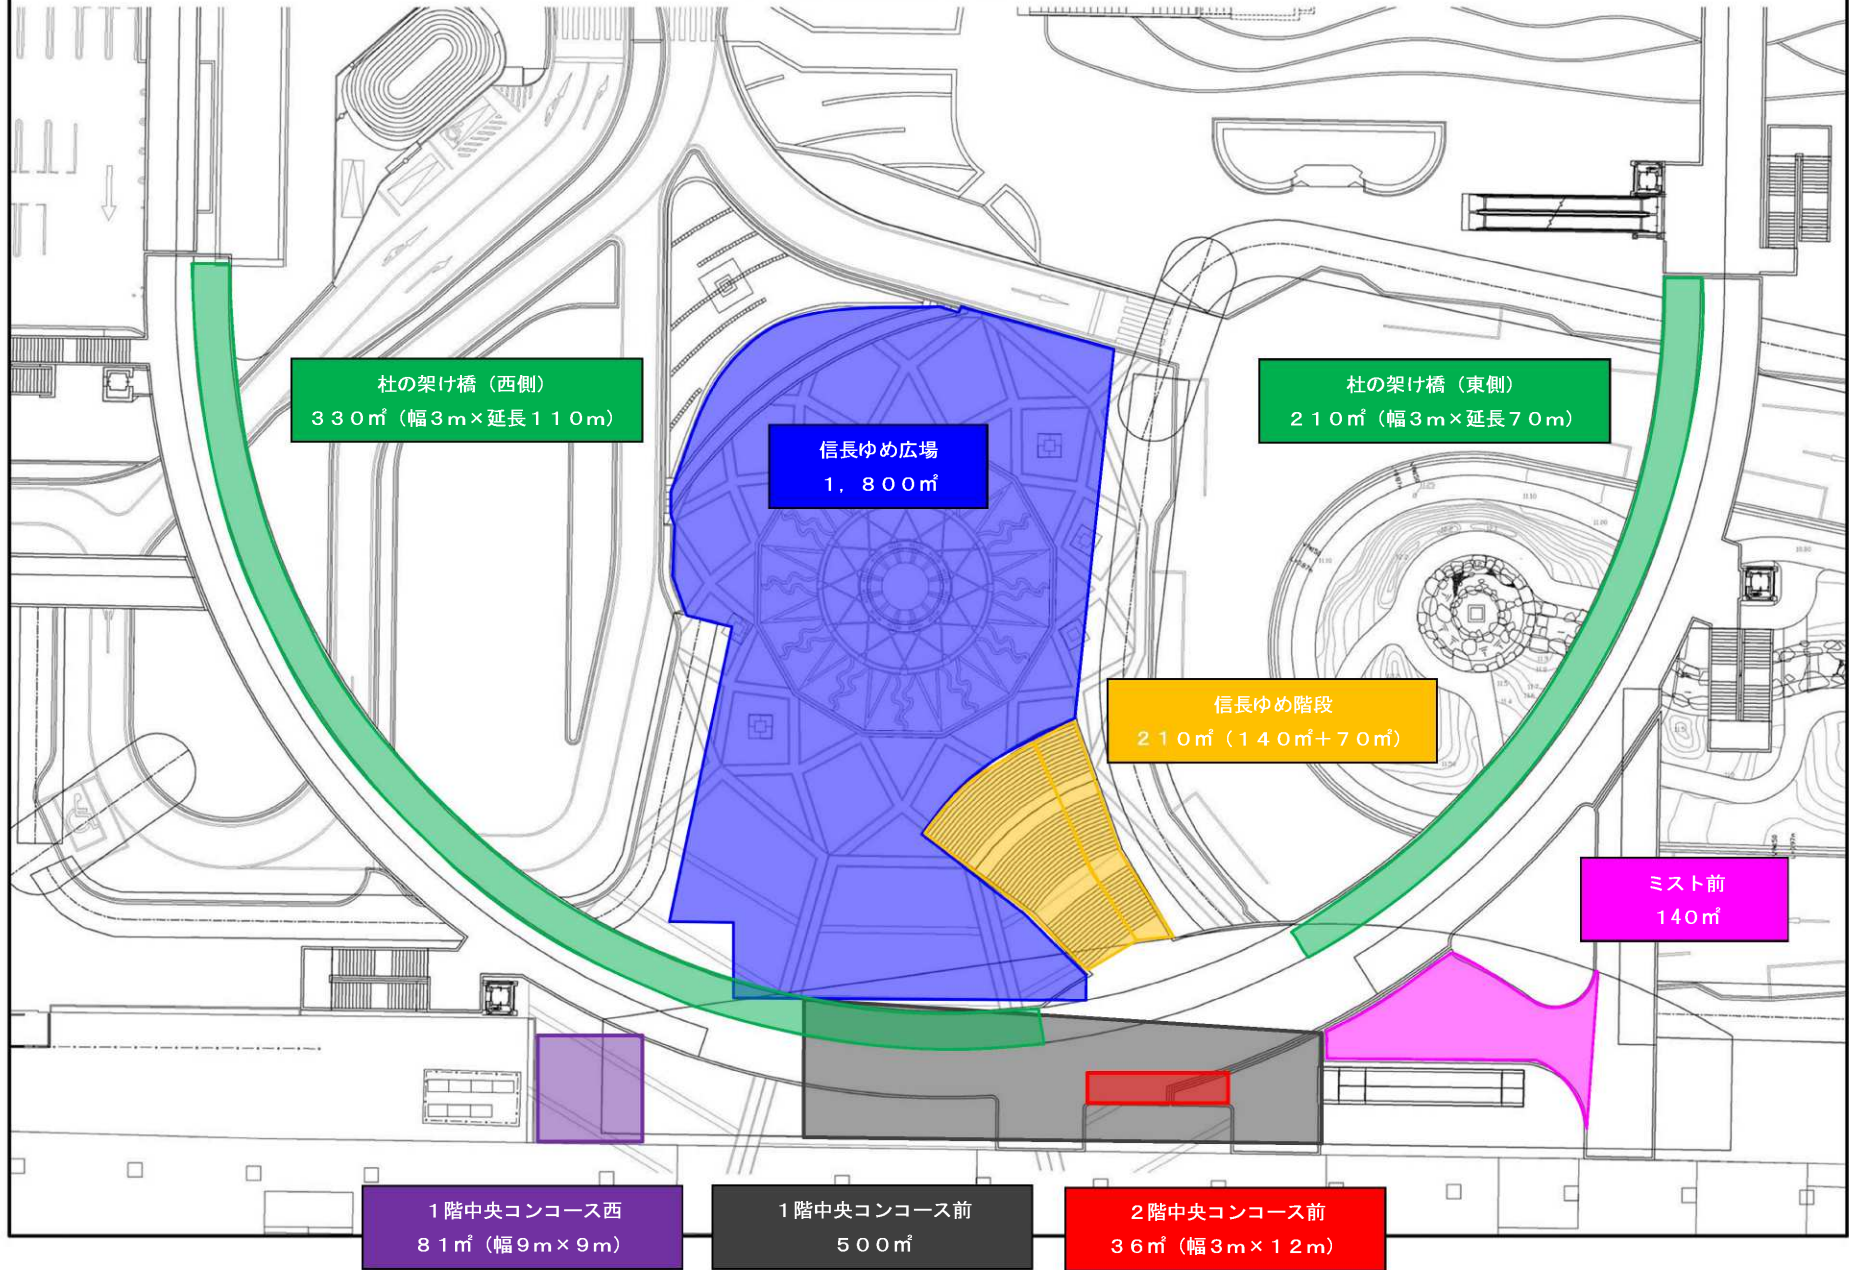 杜の架け橋（西側）
３３０㎡（幅３ｍ×延長１１０ｍ）
杜の架け橋（東側）
２１０㎡（幅３ｍ×延長７０ｍ）
信長ゆめ広場
１，８００㎡
信長ゆめ階段
２１０㎡（１４０㎡＋７０㎡）
ミスト前
１４０㎡
１階中央コンコース西
８１㎡（幅９ｍ×９ｍ）
１階中央コンコース前
５００㎡
２階中央コンコース前
３６㎡（幅３ｍ×１２ｍ）